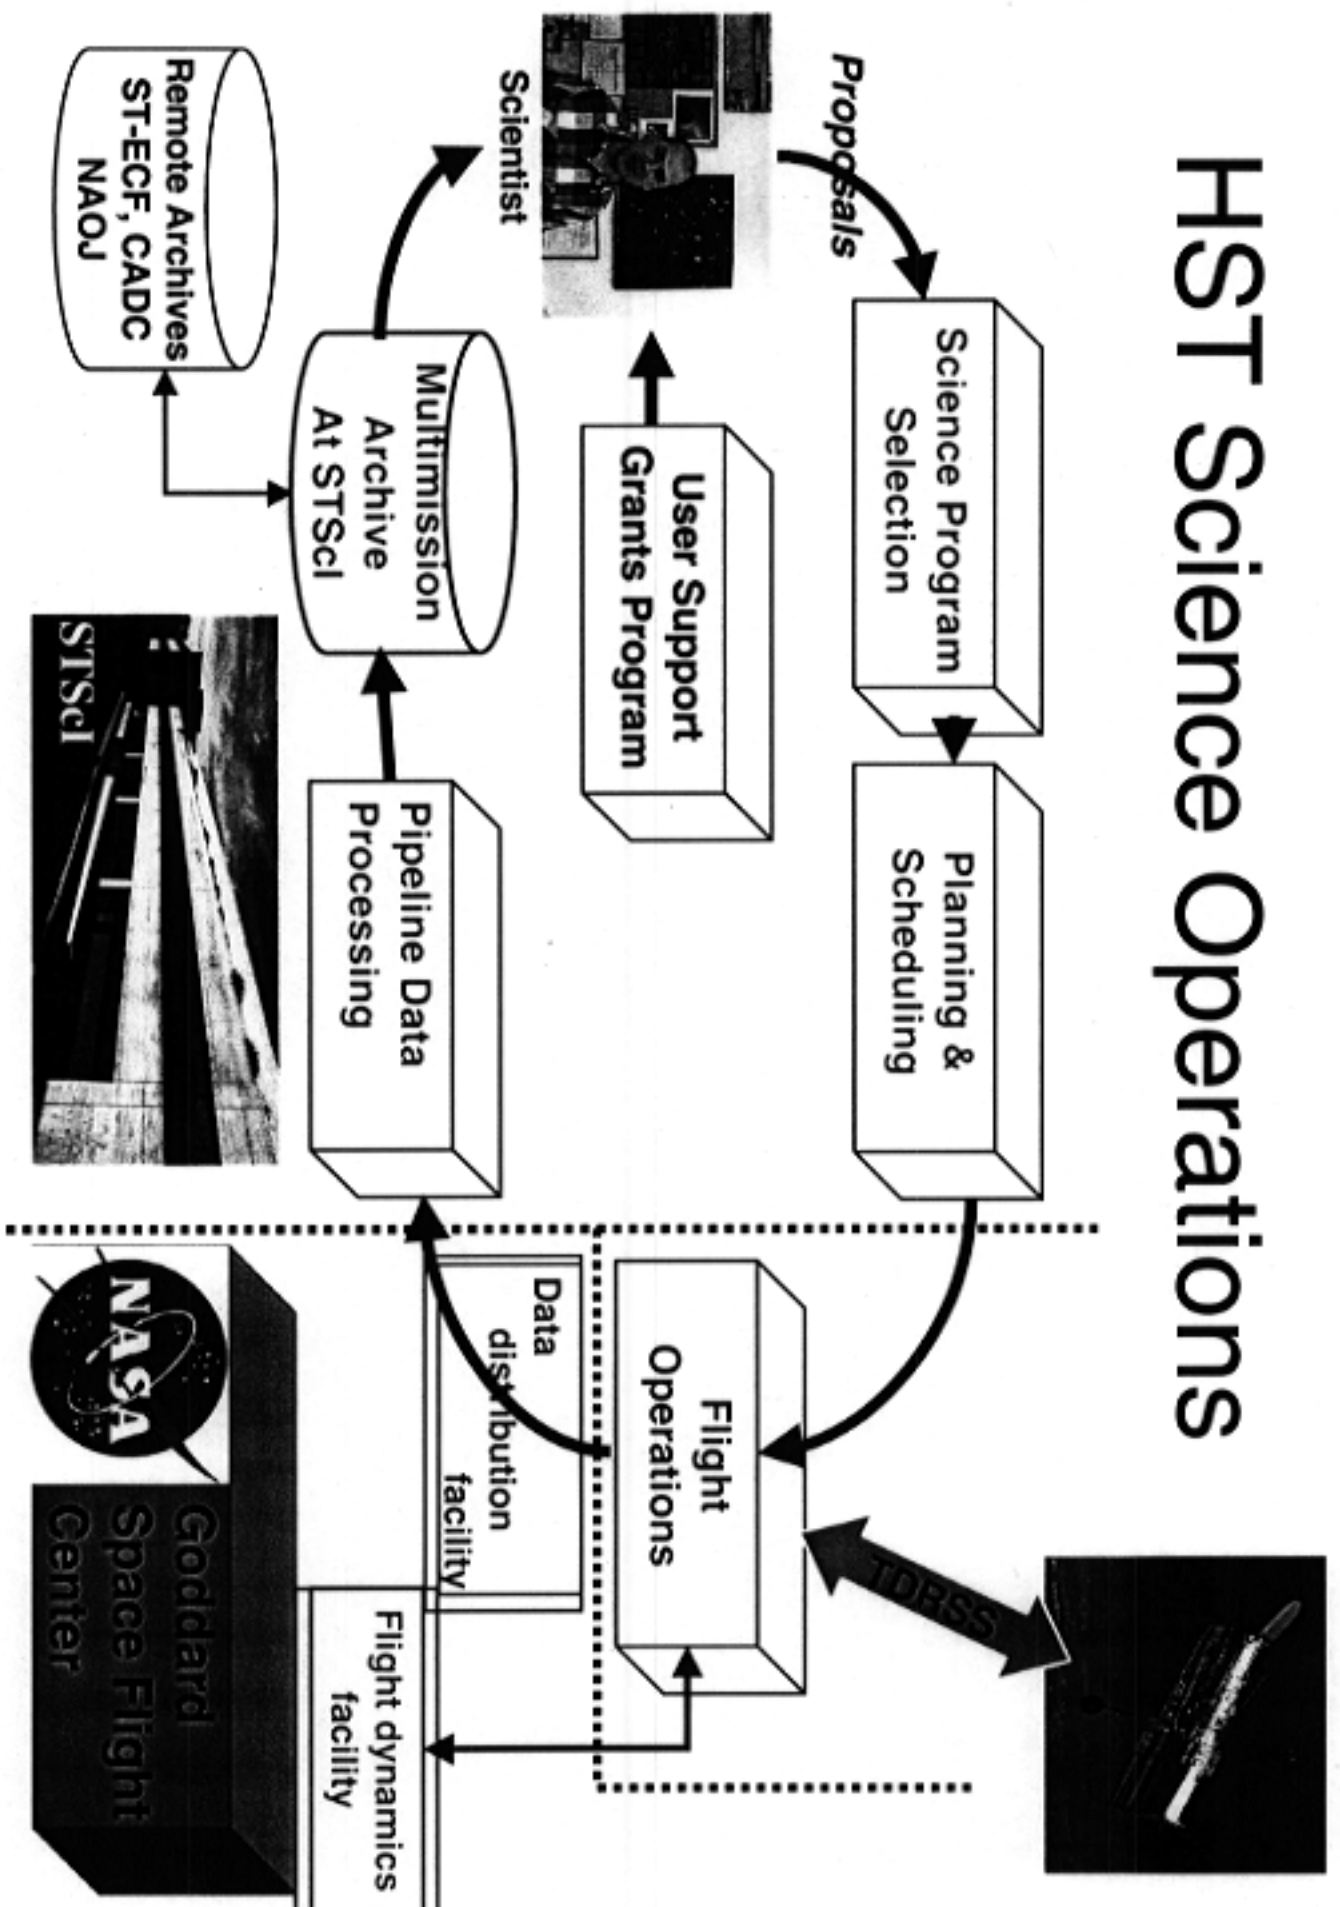 HST Science Operations
Proposals
Science Program
Selection
Planning &
Scheduling
TDRSS
Scientist
User Support
Grants Program
Flight
Operations
Multimission
Archive
At STScI
Pipeline Data
Processing
Data
distribution
facility
Flight dynamics
facility
Remote Archives
ST-ECF, CADC
NAOJ
STScI
NASA
Goddard
Space Flight
Center